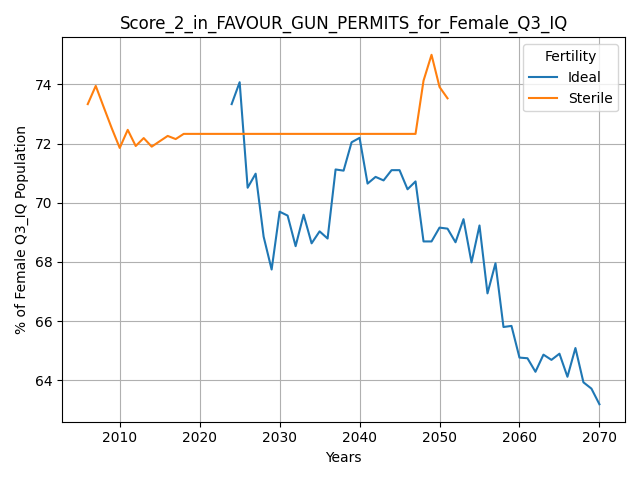 Score_2_in_FAVOUR_GUN_PERMITS_for_Female_Q3_IQ
Fertility
Ideal
Sterile
% of Female Q3_IQ Population
74
72
70
68
66
64
2010 2020 2030 2040 2050 2060 2070
Years